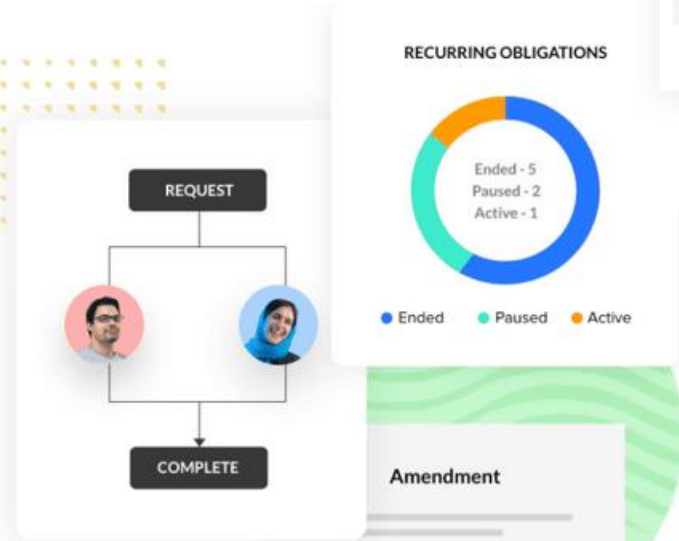 RECURRING OBLIGATIONS
Ended - 5
Paused - 2
Active - 1
Ended Paused Active
REQUEST
COMPLETE
Amendment